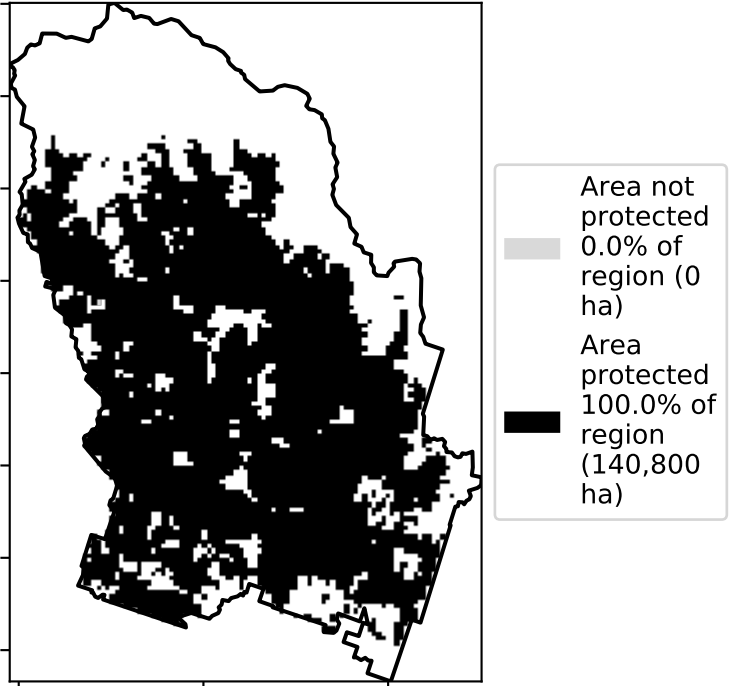 Area not
protected
0.0% of
region (0
ha)
Area
protected
100.0% of
region
(140,800
ha)